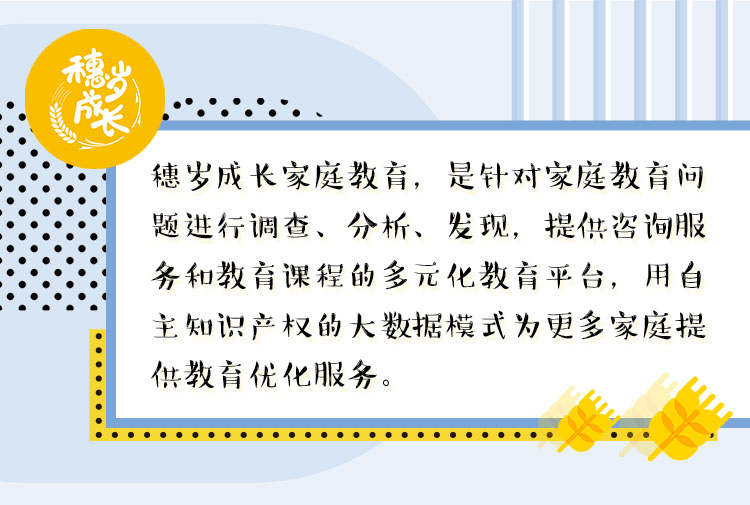 穗岁
成长
穗岁成长家庭教育，是针对家庭教育问
题进行调查、分析、发现，提供咨询服
务和教育课程的多元化教育平台，用自
主知识产权的大数据模式为更多家庭提
供教育优化服务。